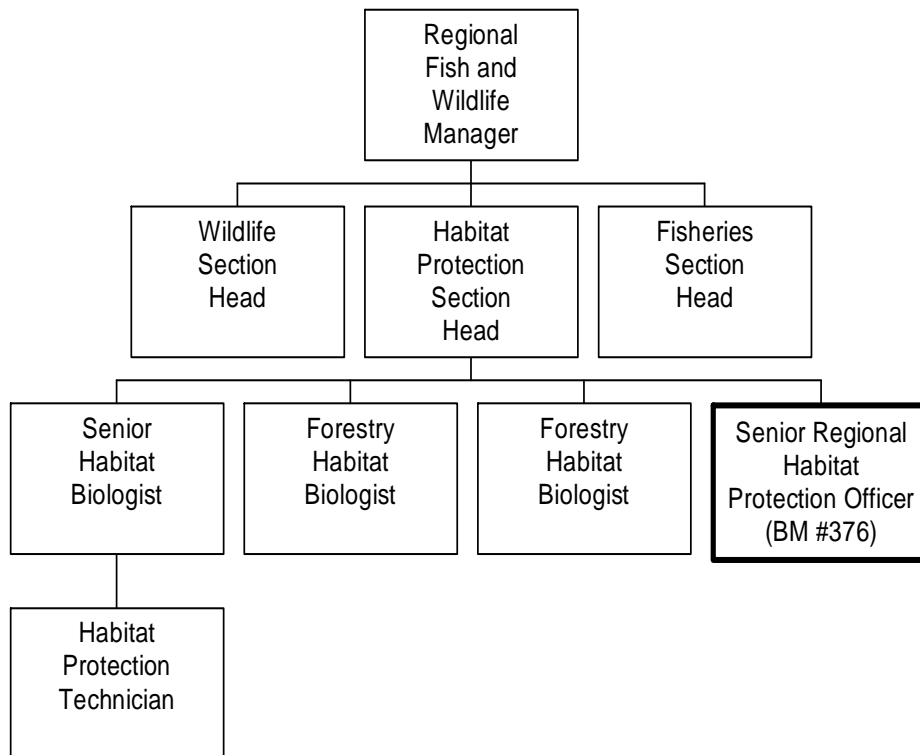 Regional
Fish and
Wildlife
Manager
Wildlife
Section
Head
Habitat
Protection
Section
Head
Fisheries
Section
Head
Senior
Habitat
Biologist
Forestry
Habitat
Biologist
Forestry
Habitat
Biologist
Senior Regional
Habitat
Protection Officer
(BM #376)
Habitat
Protection
Technician